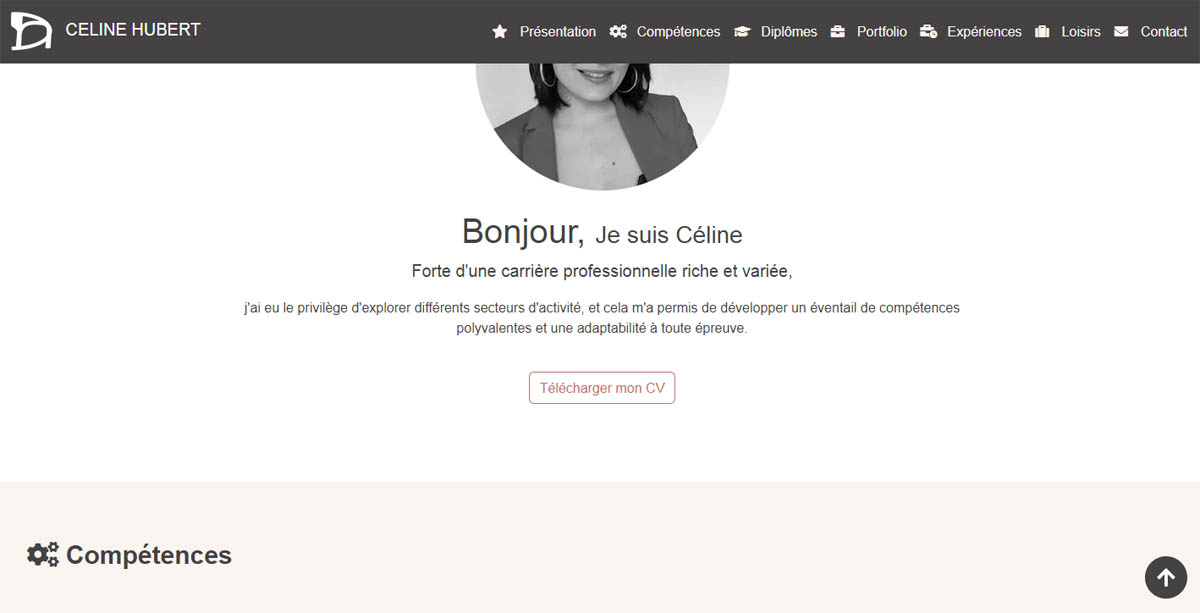 CELINE HUBERT
Présentation Compétences Diplômes Portfolio Expériences Loisirs Contact
Bonjour, Je suis Céline
Forte d'une carrière professionnelle riche et variée,
j'ai eu le privilège d'explorer différents secteurs d'activité, et cela m'a permis de développer un éventail de compétences
polyvalentes et une adaptabilité à toute épreuve.
Télécharger mon CV
Compétences